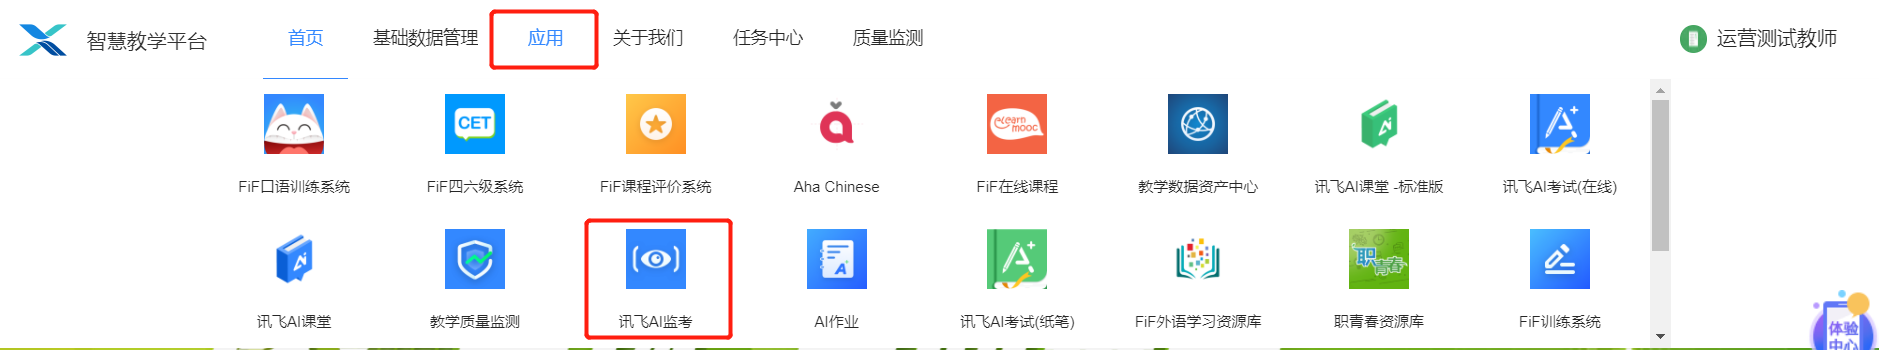 智慧教学平台
首页 基础数据管理 应用 关于我们 任务中心 质量监测
运营测试教师
CET
eLearn mooc
FiF口语训练系统 FiF四六级系统 FiF课程评价系统 Aha Chinese FiF在线课程 教学数据资产中心 讯飞AI课堂 -标准版 讯飞AI考试(在线)
职青春
讯飞AI课堂 教学质量监测 讯飞AI监考 AI作业 讯飞AI考试(纸笔) FiF外语学习资源库 职青春资源库 FiF训练系统
体验
中心